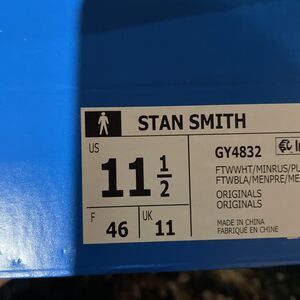 STAN SMITH
US
11 1/2
GY4832
FTWWHT/MINRUS/PU
FTWBLA/MENPRE/ME
ORIGINALS
ORIGINALS
F
46
UK
11
MADE IN CHINA
FABRIQUÉ EN CHINE